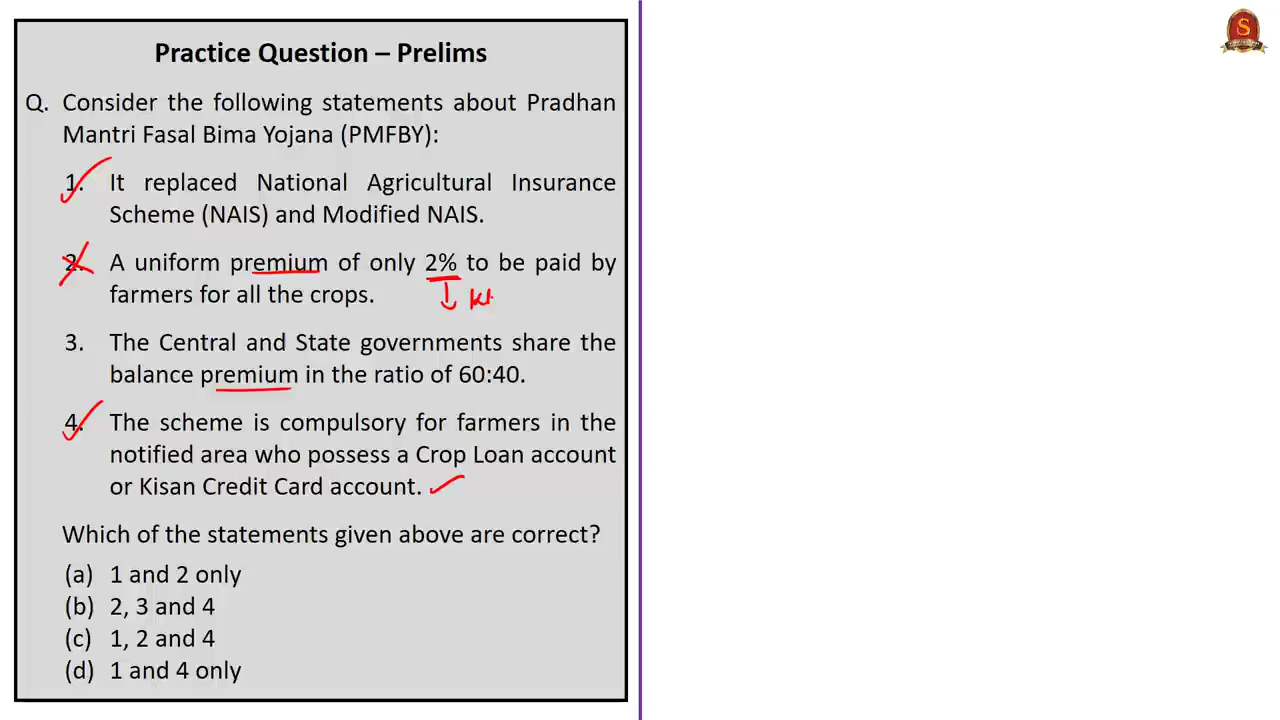 Practice Question – Prelims
Q. Consider the following statements about Pradhan
Mantri Fasal Bima Yojana (PMFBY):
1. It replaced National Agricultural Insurance
Scheme (NAIS) and Modified NAIS.
2. A uniform premium of only 2% to be paid by
farmers for all the crops.
3. The Central and State governments share the
balance premium in the ratio of 60:40.
4. The scheme is compulsory for farmers in the
notified area who possess a Crop Loan account
or Kisan Credit Card account.
Which of the statements given above are correct?
(a) 1 and 2 only
(b) 2, 3 and 4
(c) 1, 2 and 4
(d) 1 and 4 only
S